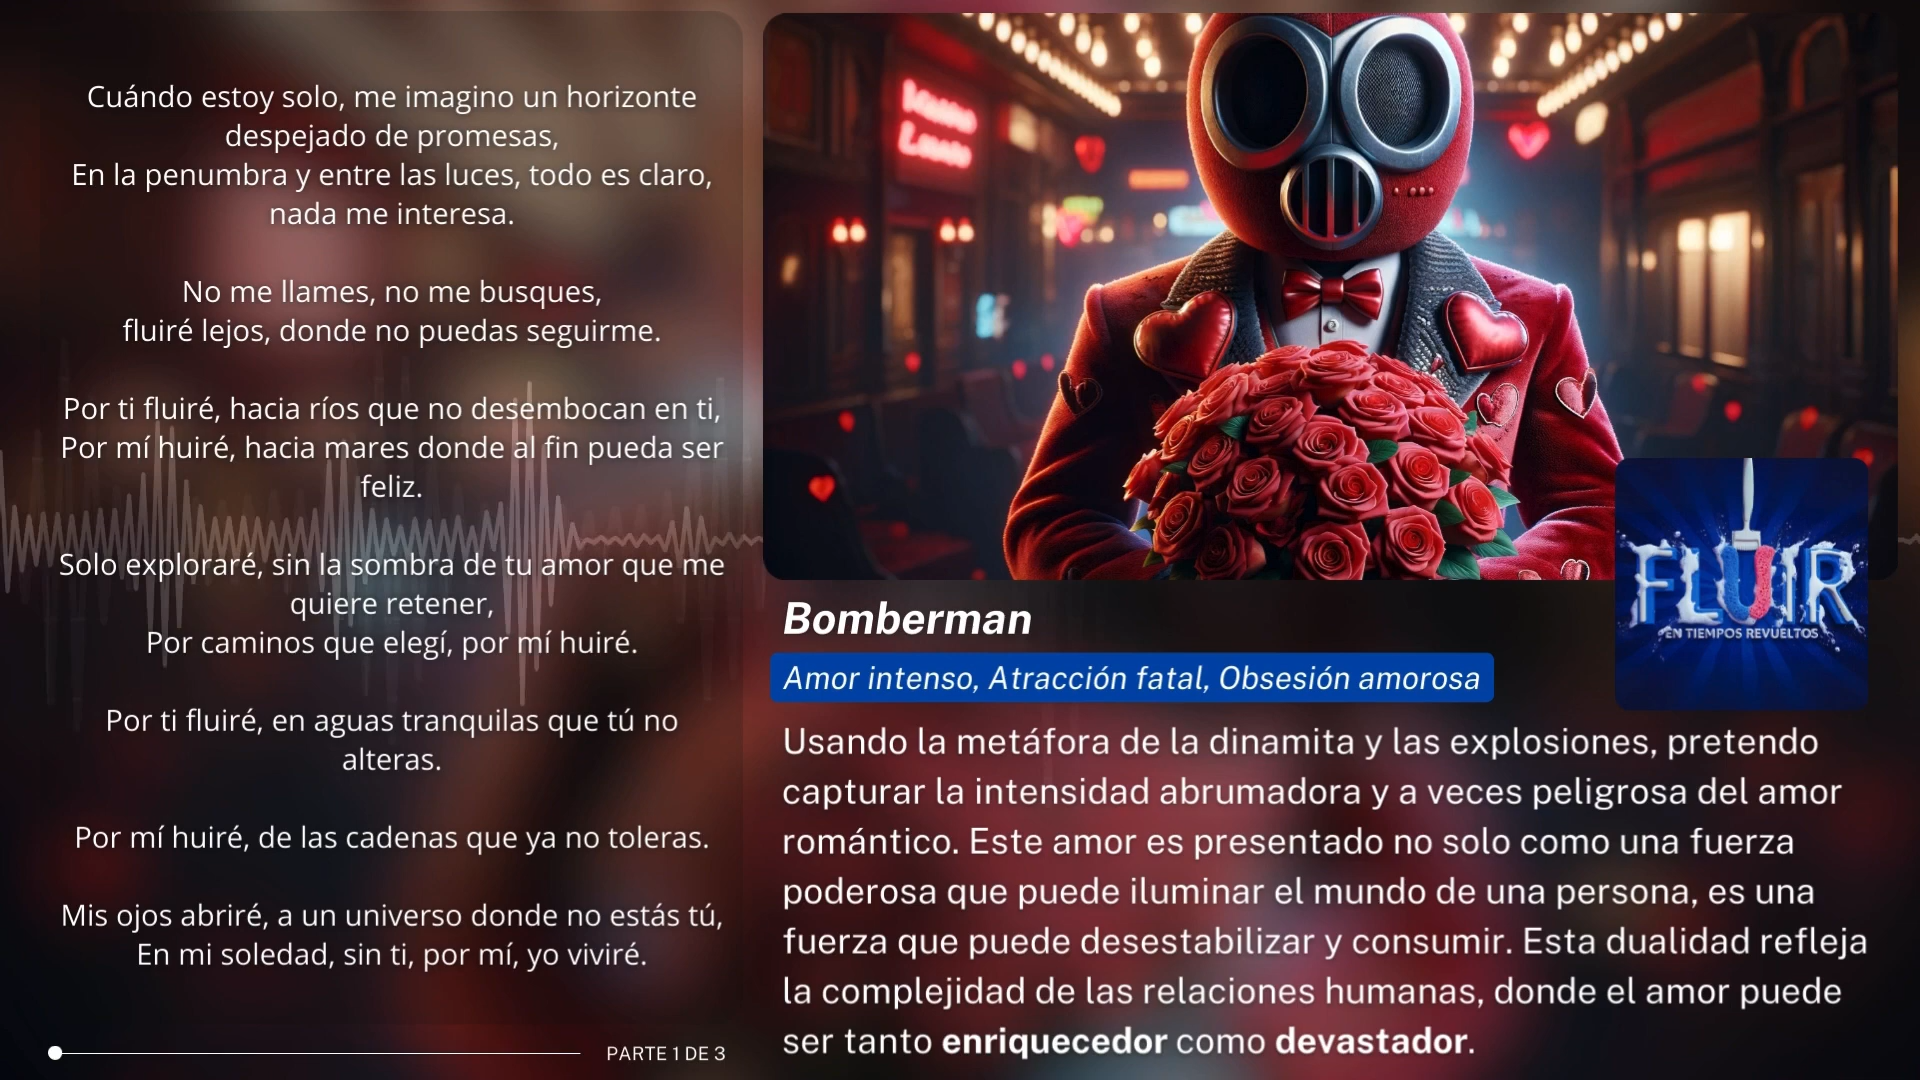 Cuándo estoy solo, me imagino un horizonte
despejado de promesas,
En la penumbra y entre las luces, todo es claro,
nada me interesa.
No me llames, no me busques,
fluiré lejos, donde no puedas seguirme.
Por ti fluiré, hacia ríos que no desembocan en ti,
Por mí huiré, hacia mares donde al fin pueda ser
feliz.
Solo exploraré, sin la sombra de tu amor que me
quiere retener,
Por caminos que elegí, por mí huiré.
Por ti fluiré, en aguas tranquilas que tú no
alteras.
Por mí huiré, de las cadenas que ya no toleras.
Mis ojos abriré, a un universo donde no estás tú,
En mi soledad, sin ti, por mí, yo viviré.
PARTE 1 DE 3
FLUIR
EN TIEMPOS REVUELTOS
Bomberman
Amor intenso, Atracción fatal, Obsesión amorosa
Usando la metáfora de la dinamita y las explosiones, pretendo
capturar la intensidad abrumadora y a veces peligrosa del amor
romántico. Este amor es presentado no solo como una fuerza
poderosa que puede iluminar el mundo de una persona, es una
fuerza que puede desestabilizar y consumir. Esta dualidad refleja
la complejidad de las relaciones humanas, donde el amor puede
ser tanto enriquecedor como devastador.